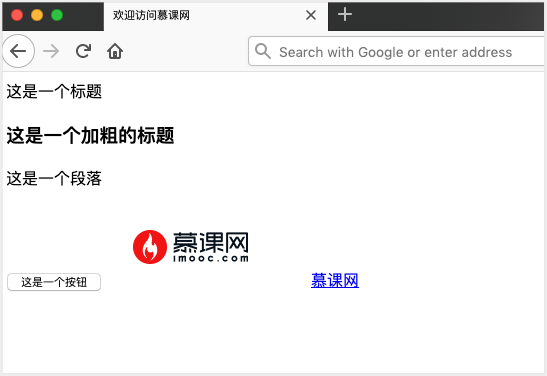 欢迎访问慕课网
Search with Google or enter address
这是一个标题
这是一个加粗的标题
这是一个段落
慕课网
imooc.com
这是一个按钮
慕课网